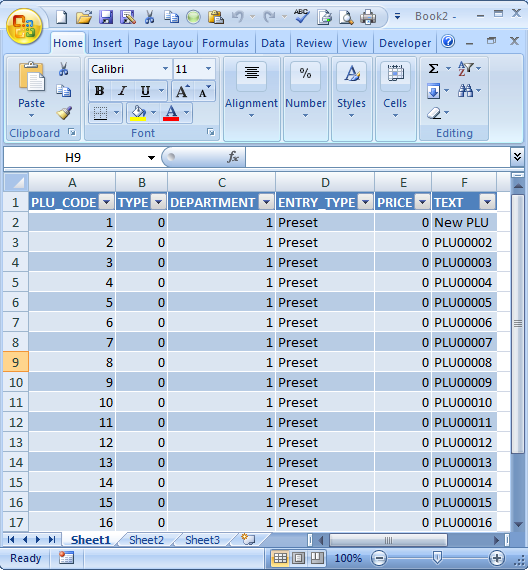 Book2 -
Home Insert Page Layou Formulas Data Review View Developer
Paste
Clipboard
Calibri 11
B I U A A
A
Font
Alignment
%
Number
A
Styles
Cells
Σ
Editing
H9 fx
A B C D E F
1 PLU_CODE TYPE DEPARTMENT ENTRY_TYPE PRICE TEXT
2 1 0 1 Preset 0 New PLU
3 2 0 1 Preset 0 PLU00002
4 3 0 1 Preset 0 PLU00003
5 4 0 1 Preset 0 PLU00004
6 5 0 1 Preset 0 PLU00005
7 6 0 1 Preset 0 PLU00006
8 7 0 1 Preset 0 PLU00007
9 8 0 1 Preset 0 PLU00008
10 9 0 1 Preset 0 PLU00009
11 10 0 1 Preset 0 PLU00010
12 11 0 1 Preset 0 PLU00011
13 12 0 1 Preset 0 PLU00012
14 13 0 1 Preset 0 PLU00013
15 14 0 1 Preset 0 PLU00014
16 15 0 1 Preset 0 PLU00015
17 16 0 1 Preset 0 PLU00016
Sheet1 Sheet2 Sheet3
Ready 100%